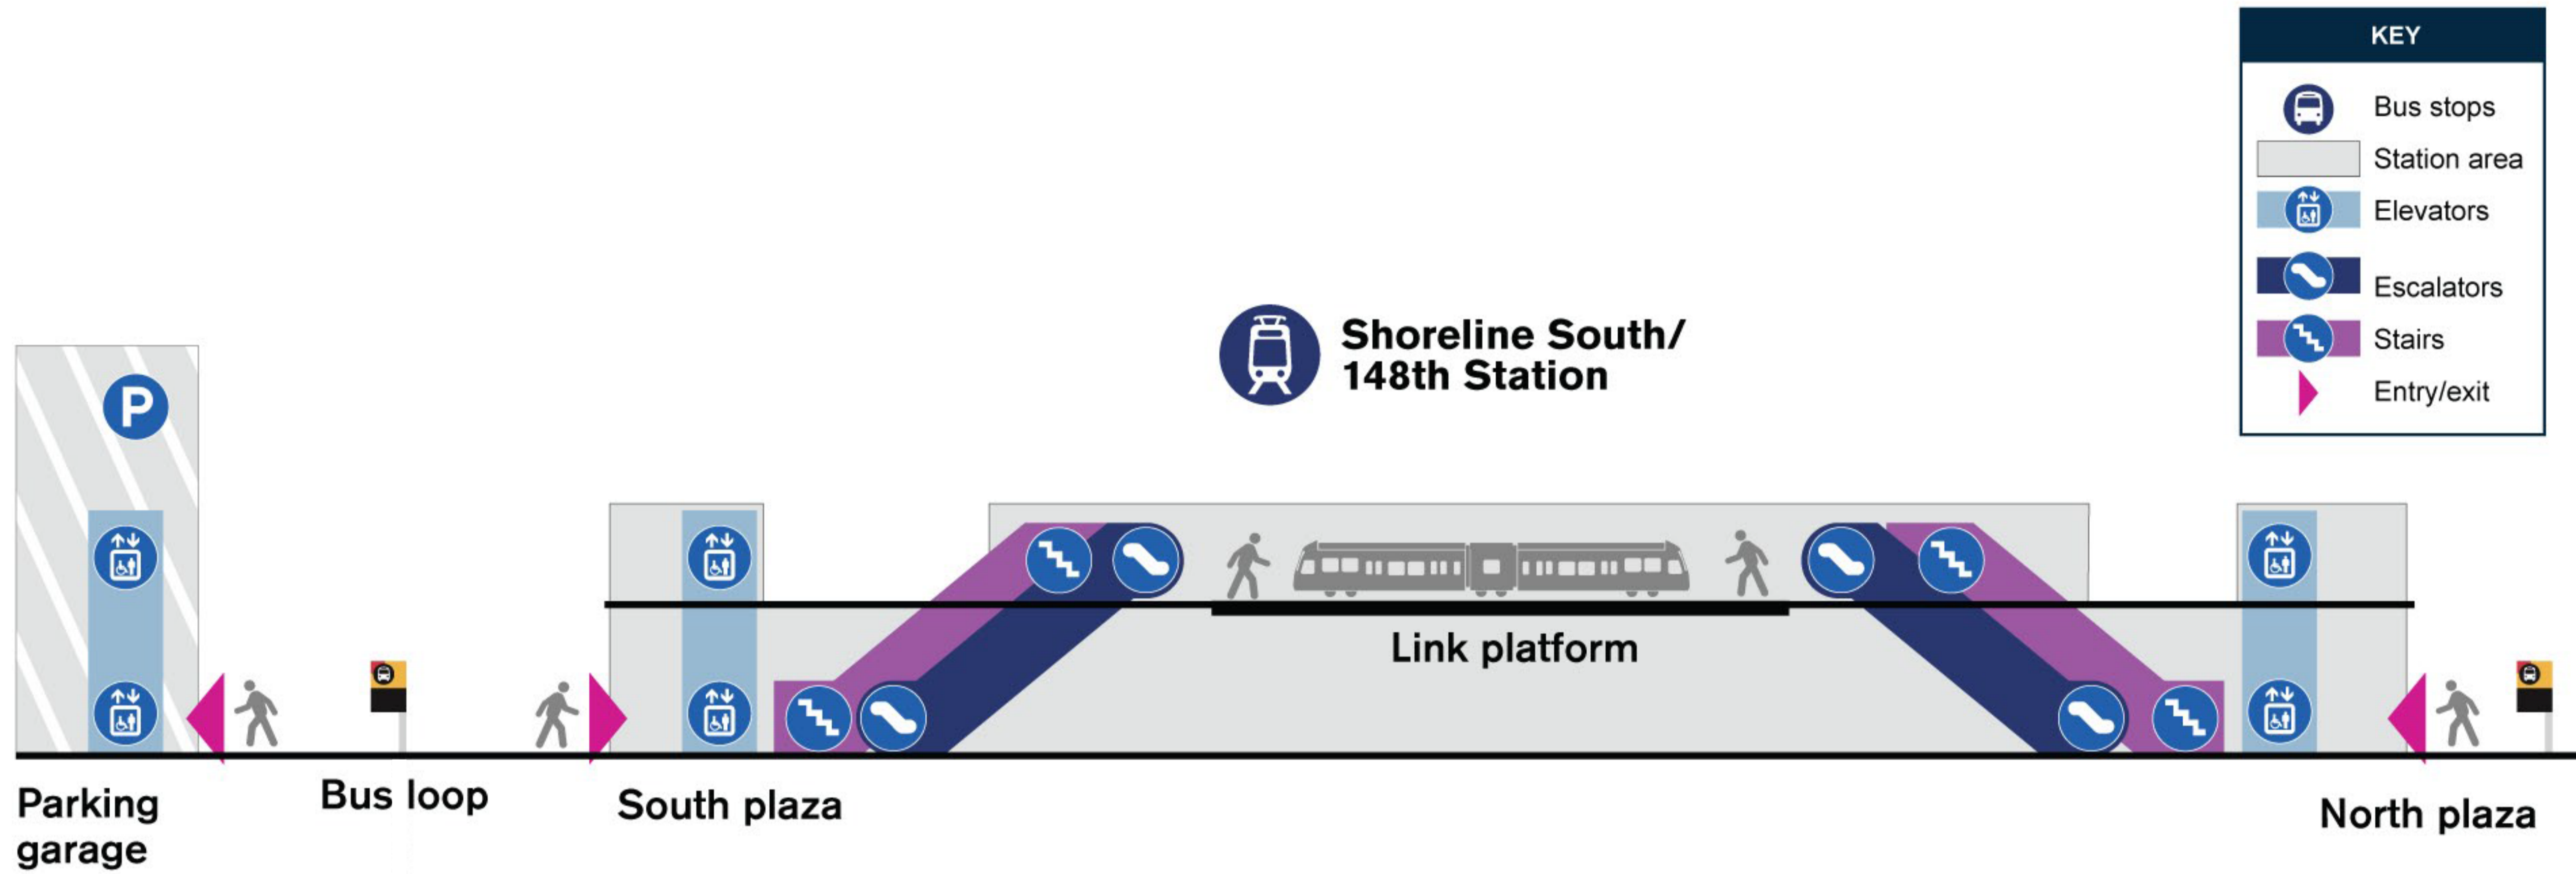 KEY
Bus stops
Station area
Elevators
Escalators
Stairs
Entry/exit
Shoreline South/
148th Station
P
Link platform
Parking
garage
Bus loop
South plaza
North plaza